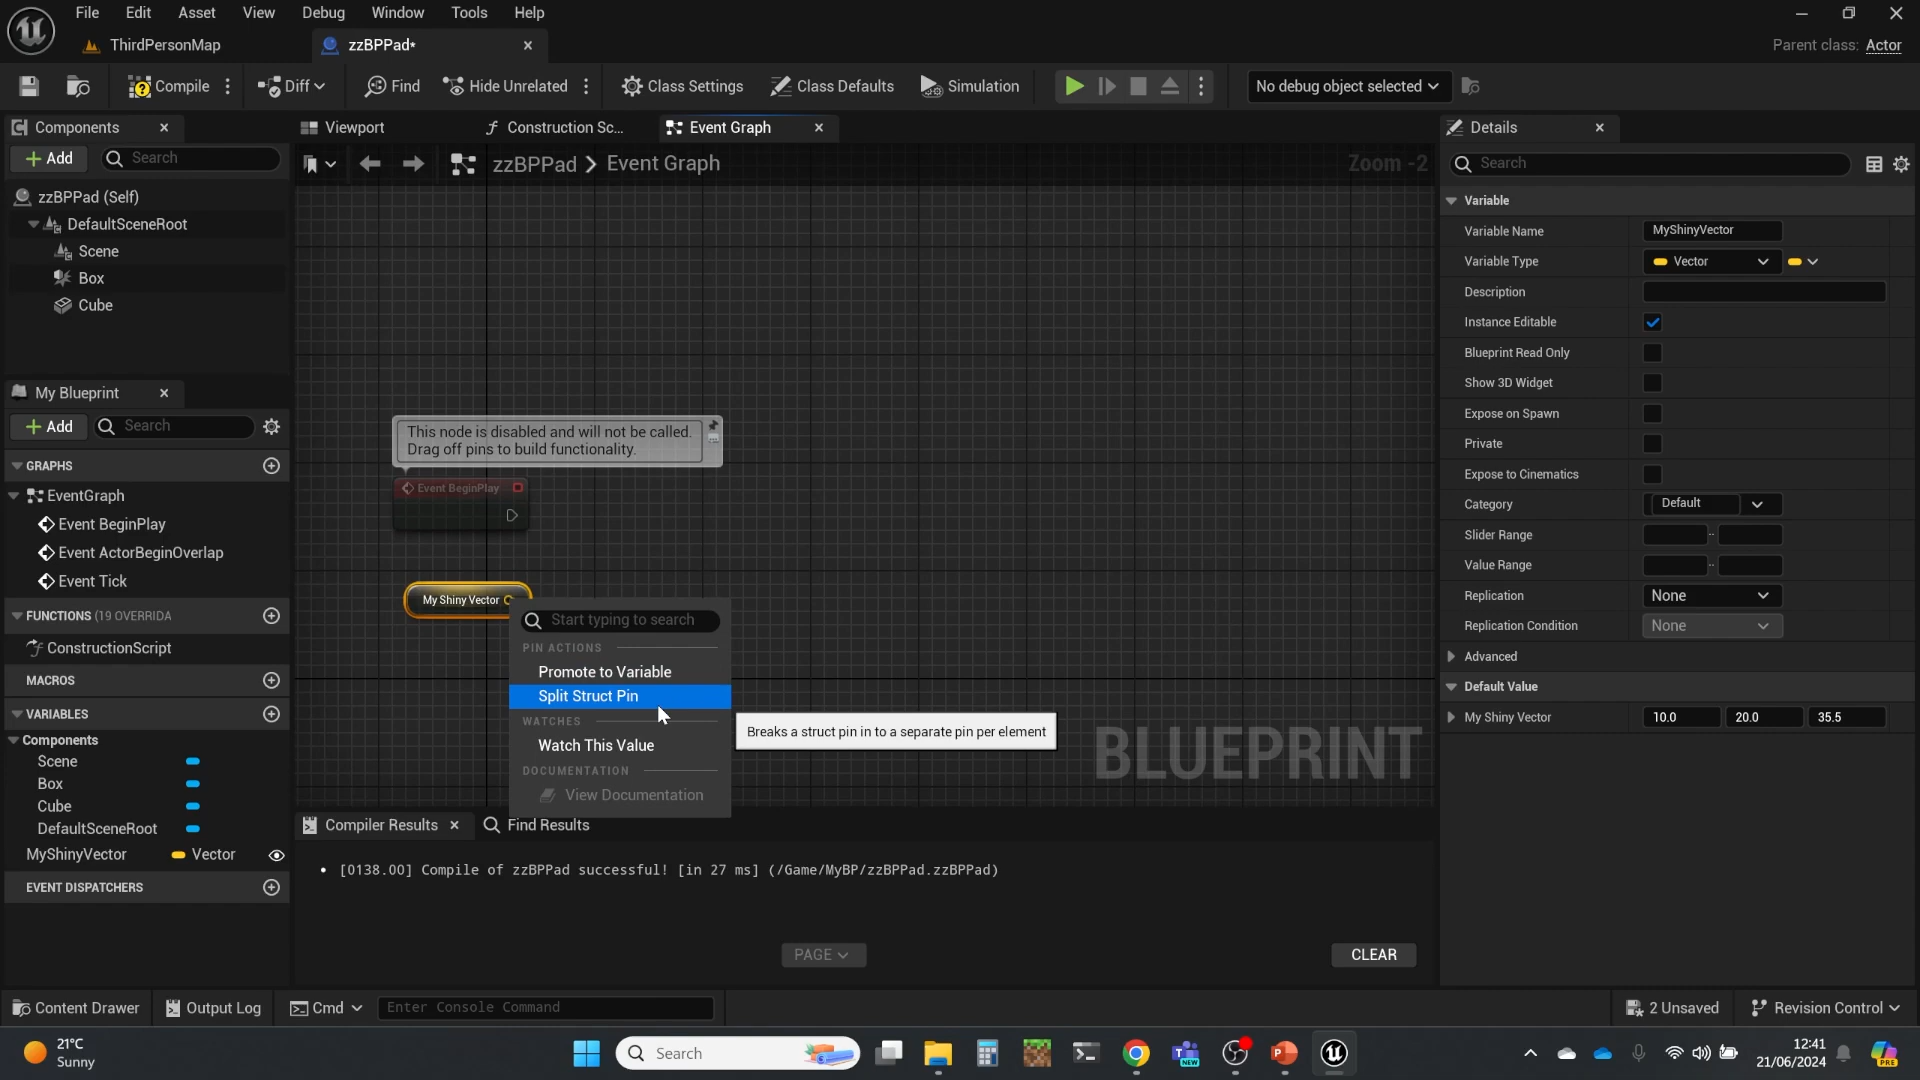 File Edit Asset View Debug Window Tools Help
ThirdPersonMap
zzBPPad*
Parent class: Actor
Compile
Diff
Find
Hide Unrelated
Class Settings
Class Defaults
Simulation
No debug object selected
Components
Viewport
Construction Sc...
Event Graph
Details
Add
Search
zzBPPad > Event Graph
Zoom -2
Search
zzBPPad (Self)
DefaultSceneRoot
Scene
Box
Cube
My Blueprint
Add
Search
GRAPHS
EventGraph
Event BeginPlay
Event ActorBeginOverlap
Event Tick
FUNCTIONS (19 OVERRIDA
ConstructionScript
MACROS
VARIABLES
Components
Scene
Box
Cube
DefaultSceneRoot
MyShinyVector Vector
EVENT DISPATCHERS
This node is disabled and will not be called.
Drag off pins to build functionality.
Event BeginPlay
My Shiny Vector
Start typing to search
PIN ACTIONS
Promote to Variable
Split Struct Pin
WATCHES
Watch This Value
DOCUMENTATION
View Documentation
Breaks a struct pin in to a separate pin per element
BLUEPRINT
Compiler Results
Find Results
• [0138.00] Compile of zzBPPad successful! [in 27 ms] (/Game/MyBP/zzBPPad.zzBPPad)
PAGE
CLEAR
Variable
Variable Name MyShinyVector
Variable Type Vector
Description
Instance Editable
Blueprint Read Only
Show 3D Widget
Expose on Spawn
Private
Expose to Cinematics
Category Default
Slider Range
Value Range
Replication None
Replication Condition None
Advanced
Default Value
My Shiny Vector 10.0 20.0 35.5
Content Drawer
Output Log
Cmd
Enter Console Command
2 Unsaved
Revision Control
21°C
Sunny
Search
NEW
12:41
21/06/2024
PRE